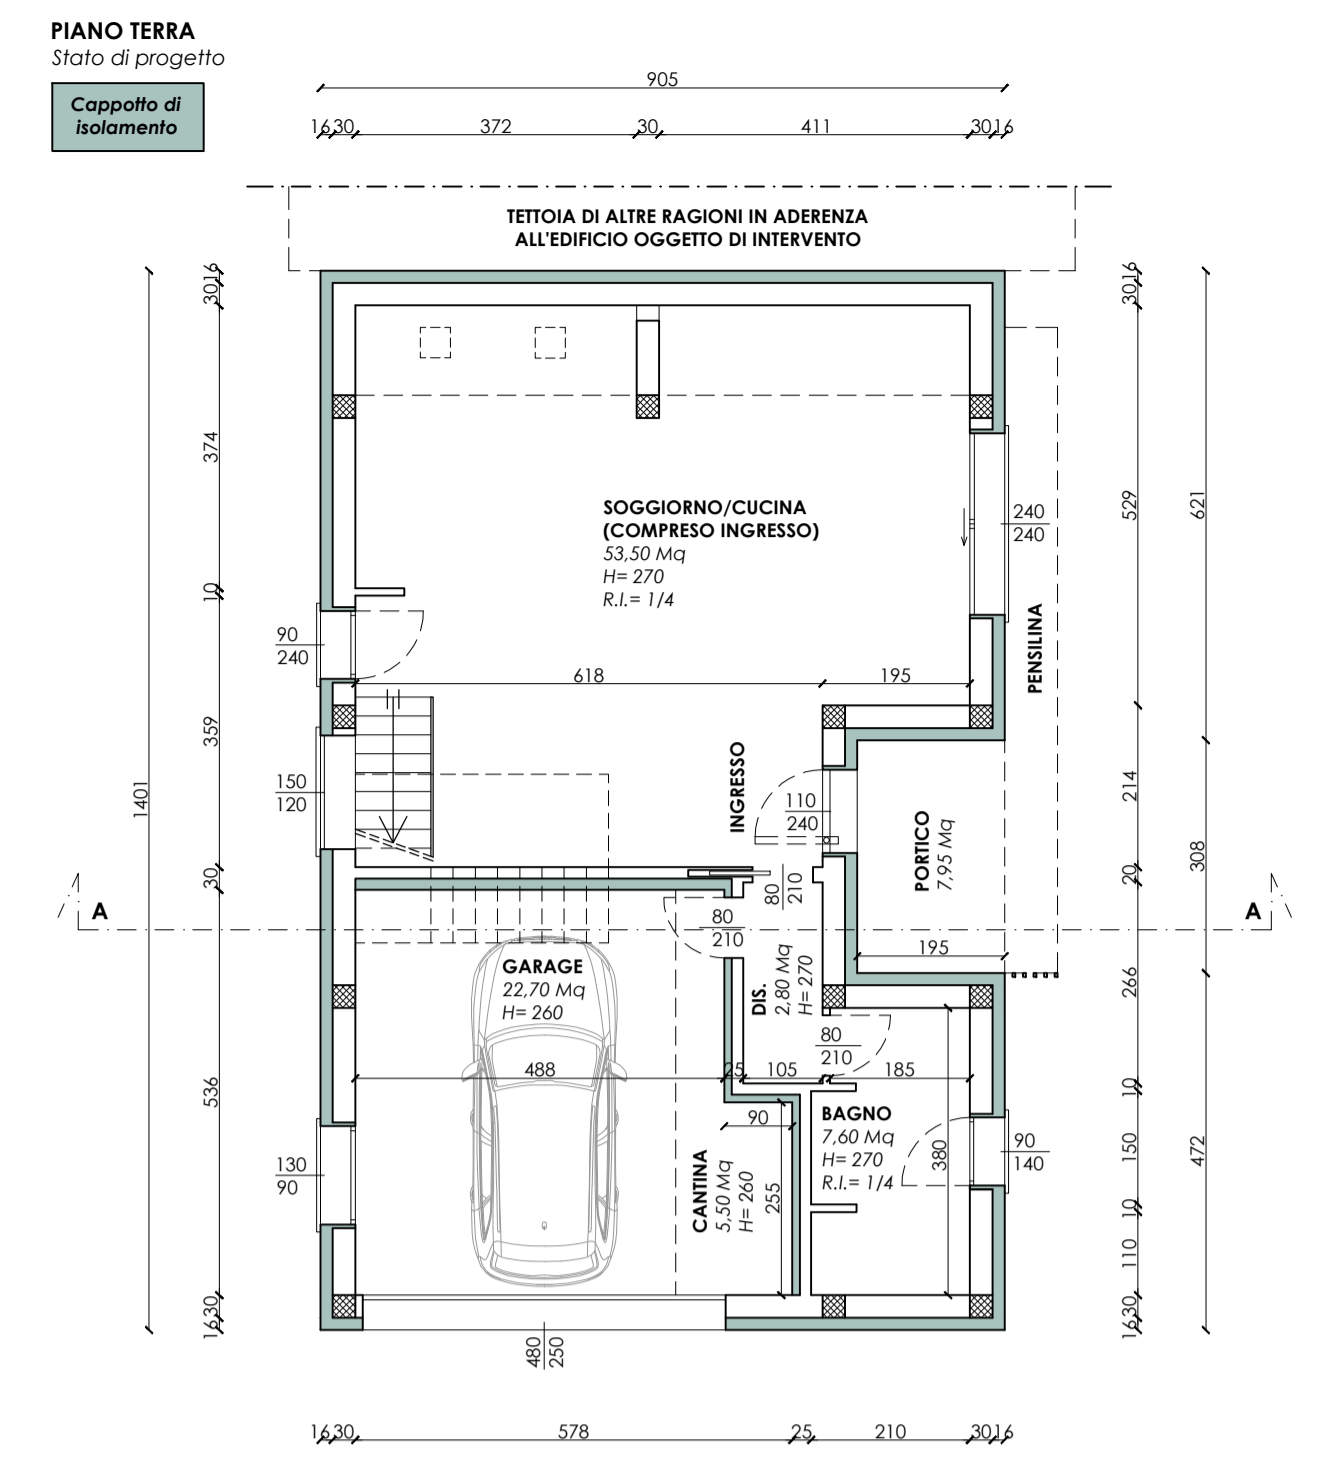 PIANO TERRA
Stato di progetto
Cappotto di
isolamento
905
16 30 372 30 411 30 16
TETTOIA DI ALTRE RAGIONI IN ADERENZA
ALL'EDIFICIO OGGETTO DI INTERVENTO
16
30
374
10
359
30
536
30
16
1401
16
30
529
214
20
266
10
150
10
110
30
16
621
308
472
SOGGIORNO/CUCINA
(COMPRESO INGRESSO)
53,50 Mq
H= 270
R.I.= 1/4
240
240
PENSILINA
90
240
618 195
150
120
INGRESSO
110
240
PORTICO
7,95 Mq
80
210
A
A
80
210
195
GARAGE
22,70 Mq
H= 260
DIS.
2,80 Mq
H= 270
80
210
488 25 105 185
90
BAGNO
7,60 Mq
H= 270
R.I.= 1/4
380
90
140
130
90
CANTINA
5,50 Mq
H= 260
255
480
250
16 30 578 25 210 30 16